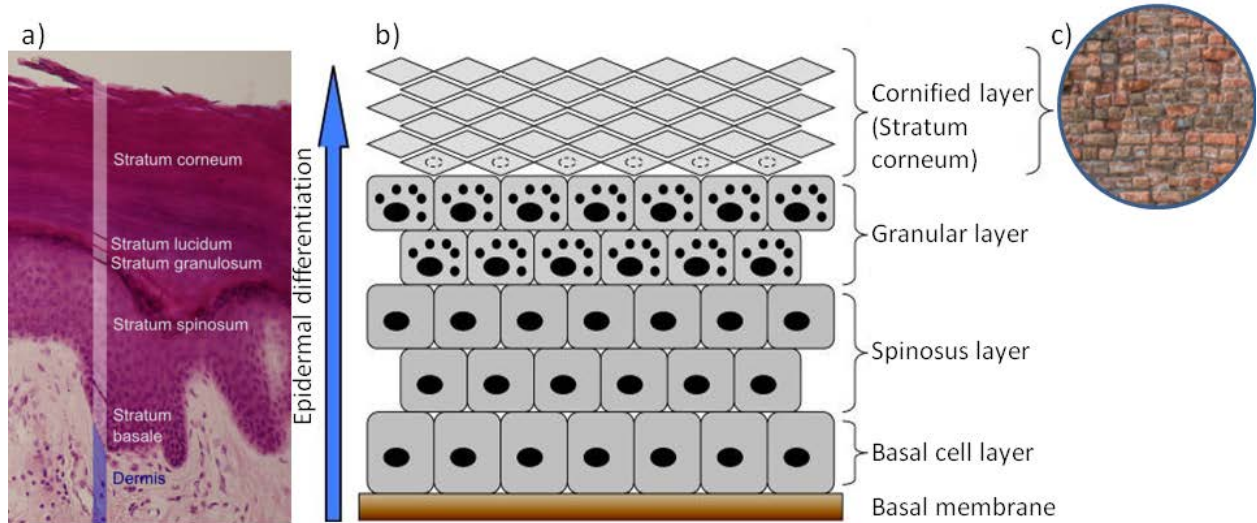 a)
Stratum corneum
Stratum lucidum
Stratum granulosum
Stratum spinosum
Stratum
basale
Dermis
Epidermal differentiation
b)
Cornified layer
(Stratum
corneum)
Granular layer
Spinosus layer
Basal cell layer
Basal membrane
c)